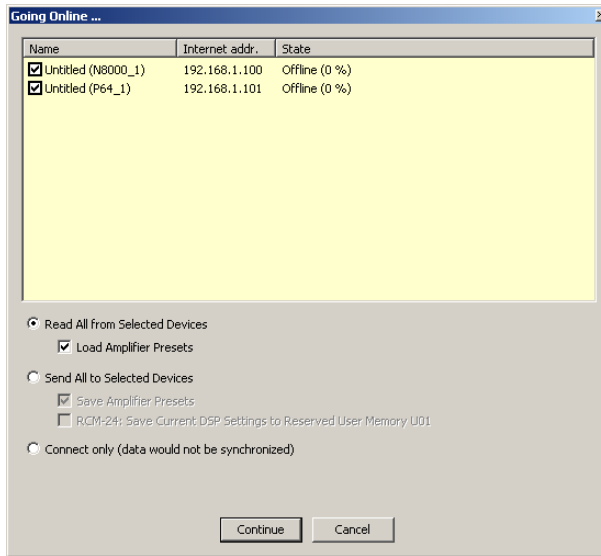 Going Online ...
Name Internet addr. State
Untitled (N8000_1) 192.168.1.100 Offline (0 %)
Untitled (P64_1) 192.168.1.101 Offline (0 %)
Read All from Selected Devices
Load Amplifier Presets
Send All to Selected Devices
Save Amplifier Presets
RCM-24: Save Current DSP Settings to Reserved User Memory U01
Connect only (data would not be synchronized)
Continue Cancel